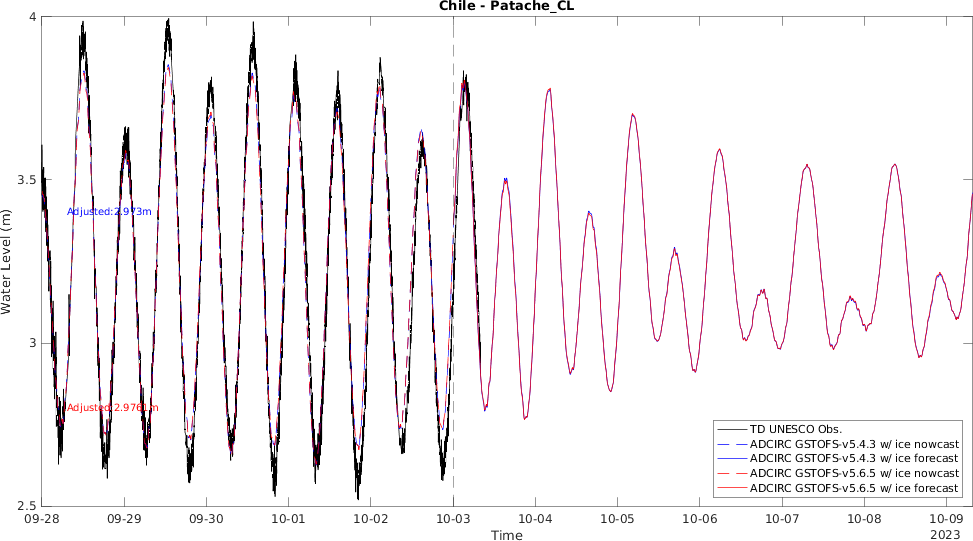 Chile - Patache_CL
4
3.5
3
2.5
Water Level (m)
Adjusted:2.973m
Adjusted:2.9761m
TD UNESCO Obs.
ADCIRC GSTOFS-v5.4.3 w/ ice nowcast
ADCIRC GSTOFS-v5.4.3 w/ ice forecast
ADCIRC GSTOFS-v5.6.5 w/ ice nowcast
ADCIRC GSTOFS-v5.6.5 w/ ice forecast
09-28 09-29 09-30 10-01 10-02 10-03 10-04 10-05 10-06 10-07 10-08 10-09
2023
Time